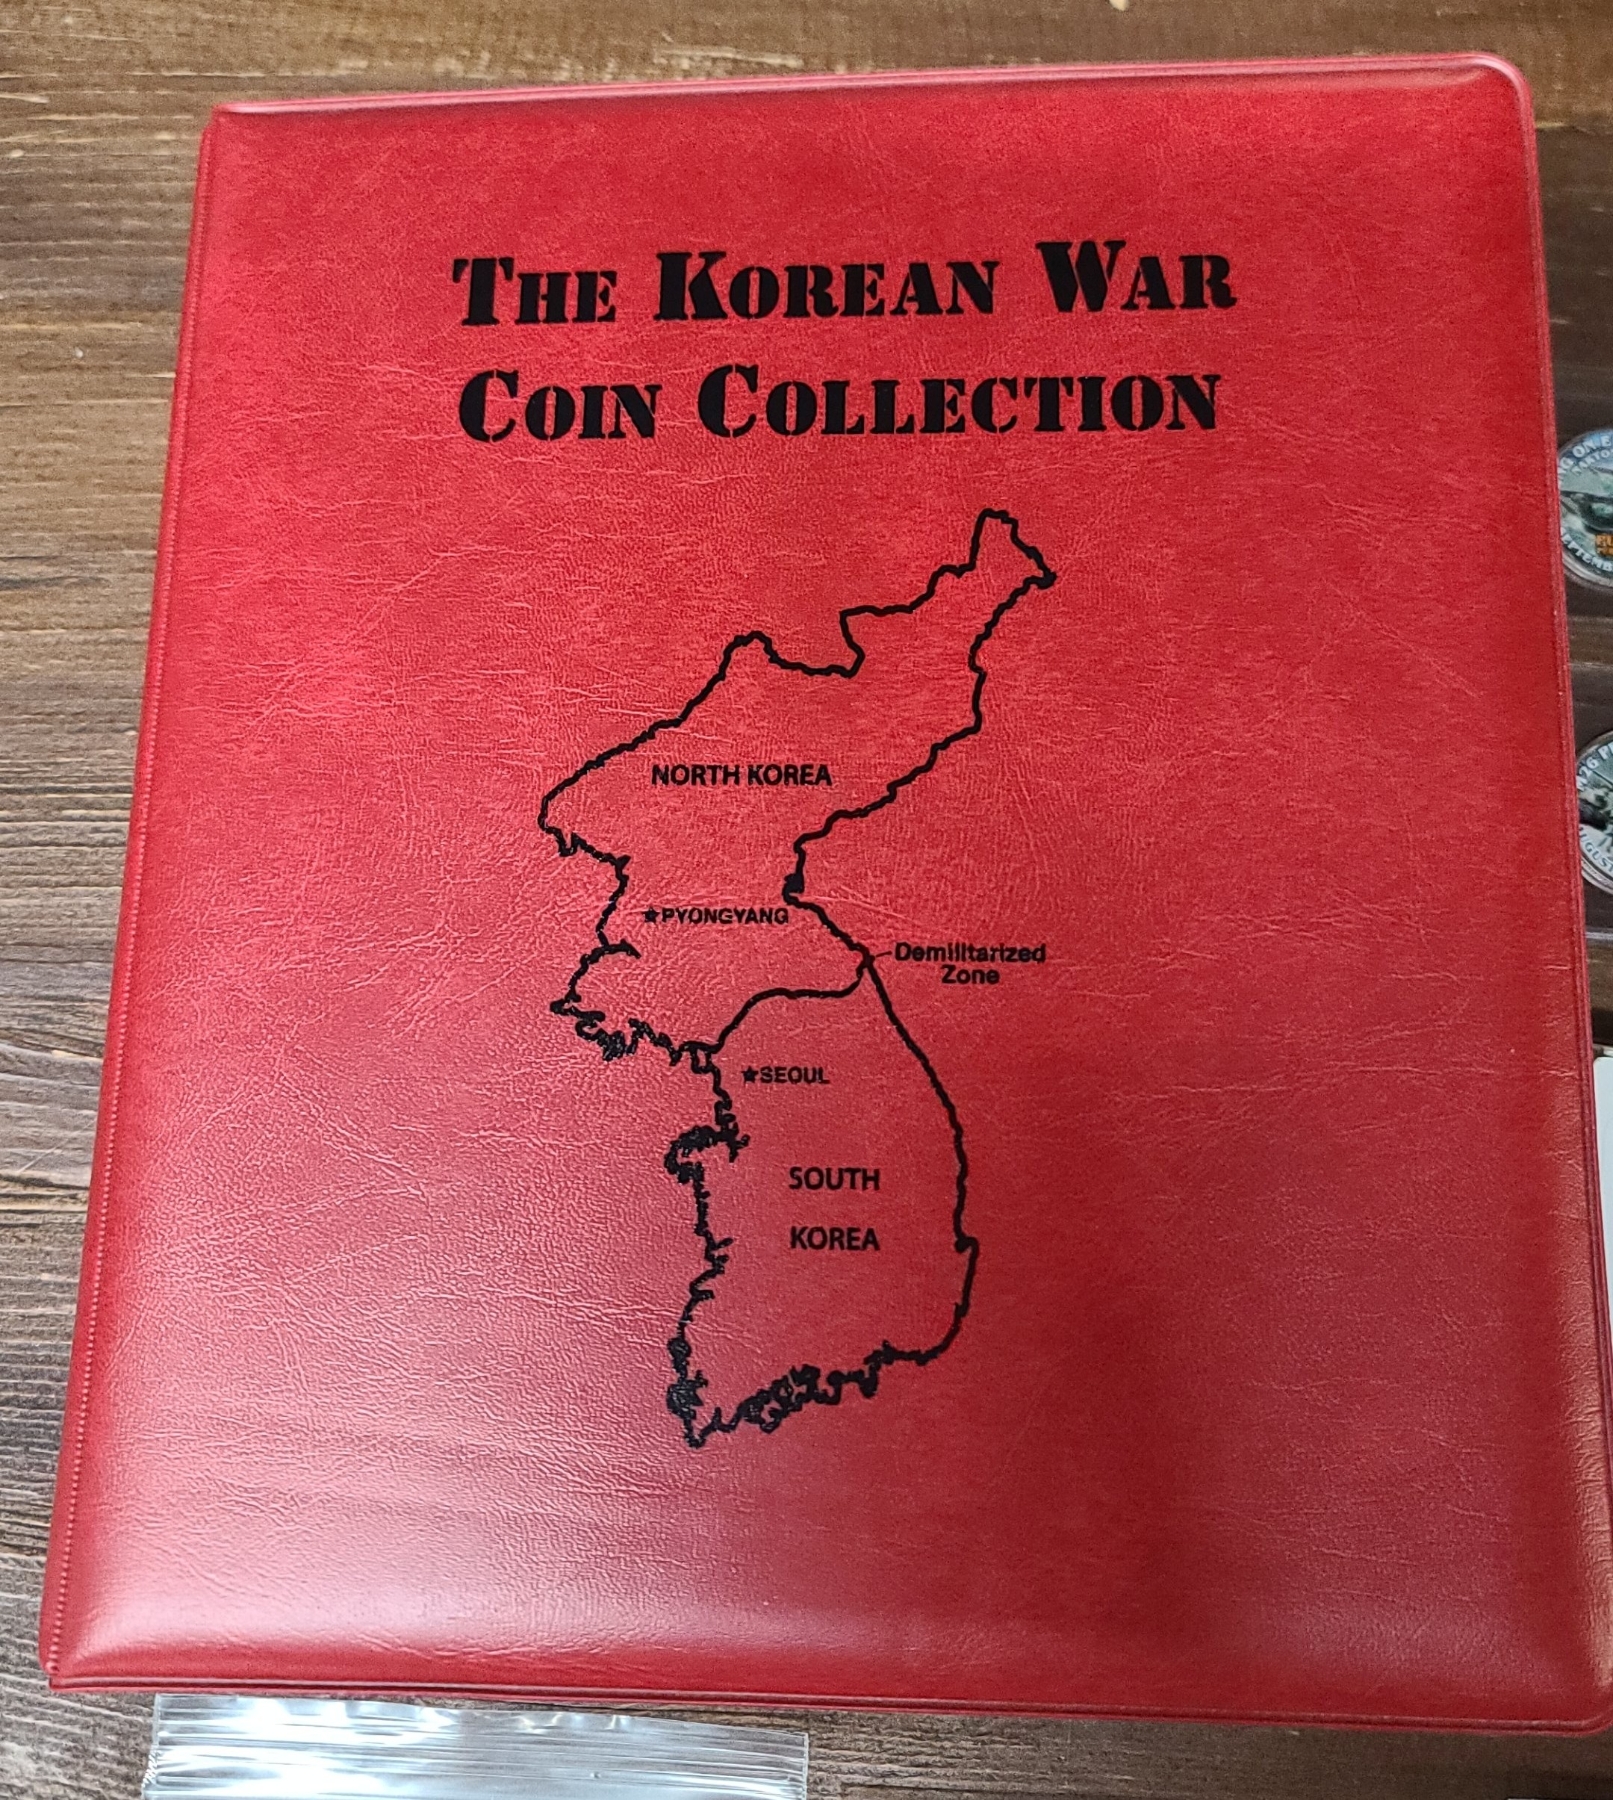 THE KOREAN WAR
COIN COLLECTION
NORTH KOREA
★PYONGYANG
Demilitarized
Zone
★SEOUL
SOUTH
KOREA